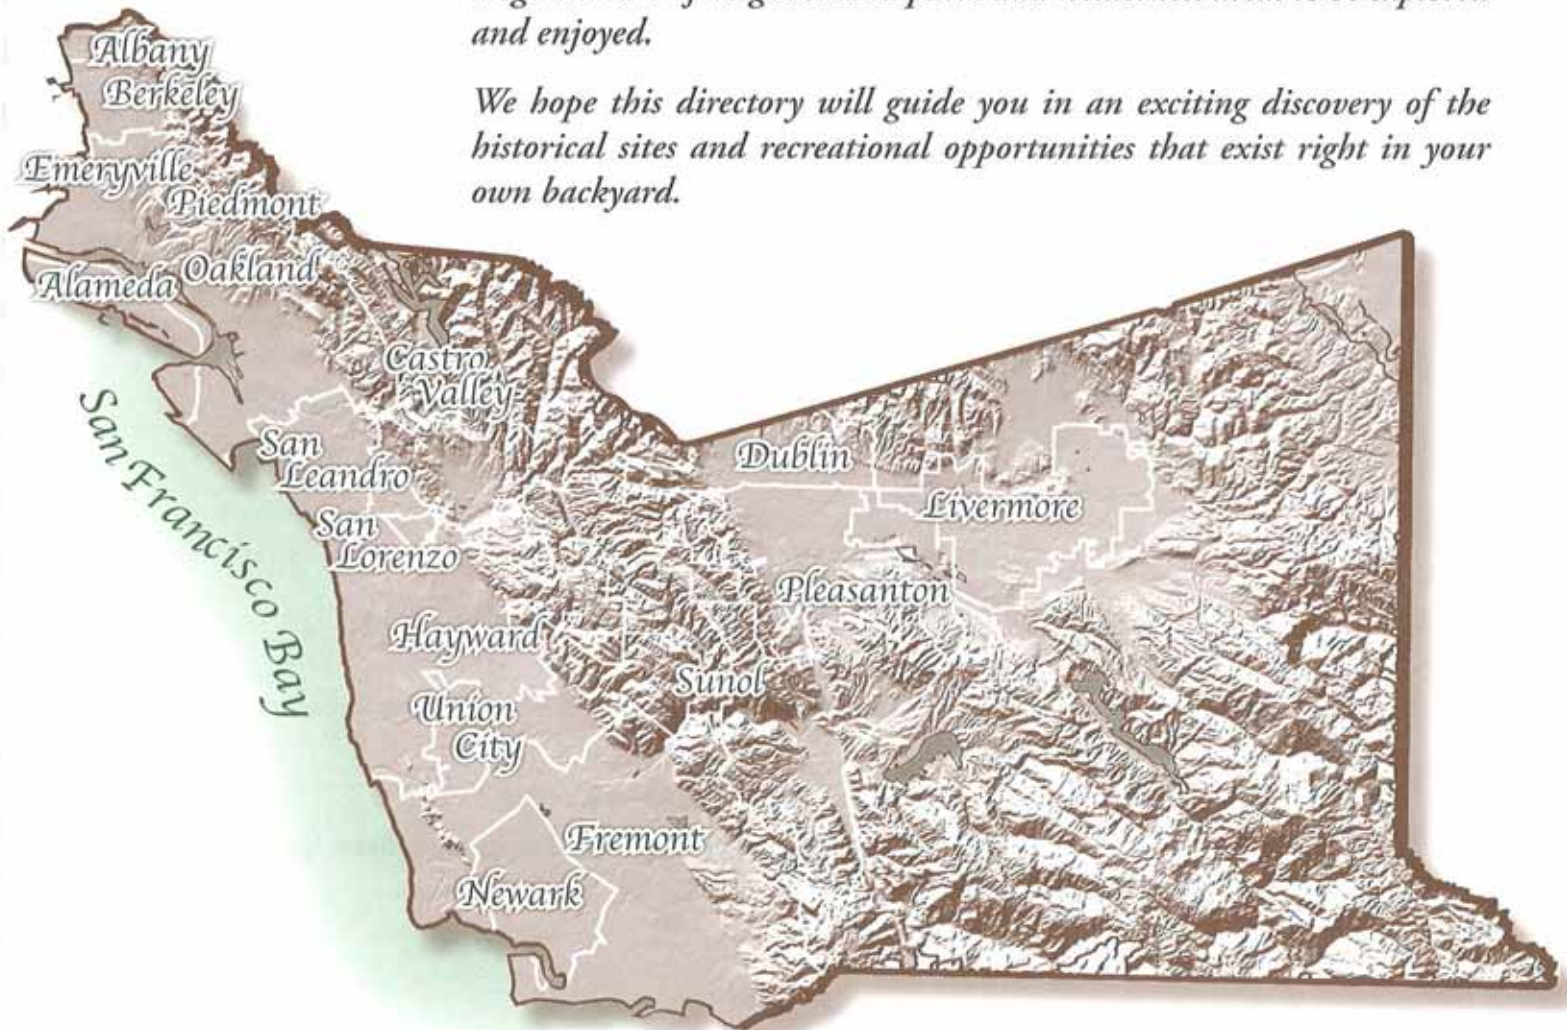 and enjoyed.
We hope this directory will guide you in an exciting discovery of the
historical sites and recreational opportunities that exist right in your
own backyard.
Albany
Berkeley
Emeryville
Piedmont
Oakland
Alameda
Castro
Valley
San
Leandro
Dublin
Livermore
San
Lorenzo
Pleasanton
San Francisco Bay
Hayward
Sunol
Union
City
Fremont
Newark